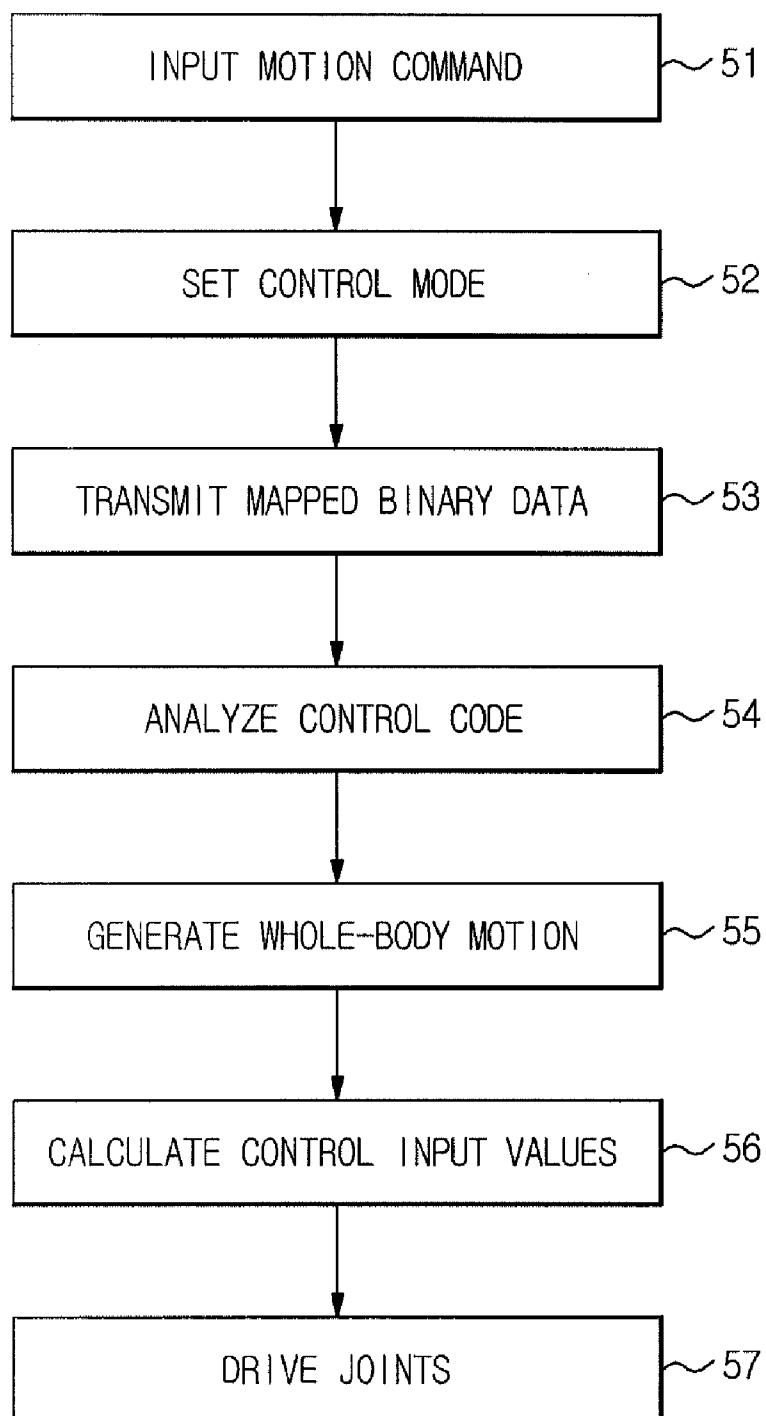 INPUT MOTION COMMAND 51
SET CONTROL MODE 52
TRANSMIT MAPPED BINARY DATA 53
ANALYZE CONTROL CODE 54
GENERATE WHOLE-BODY MOTION 55
CALCULATE CONTROL INPUT VALUES 56
DRIVE JOINTS 57